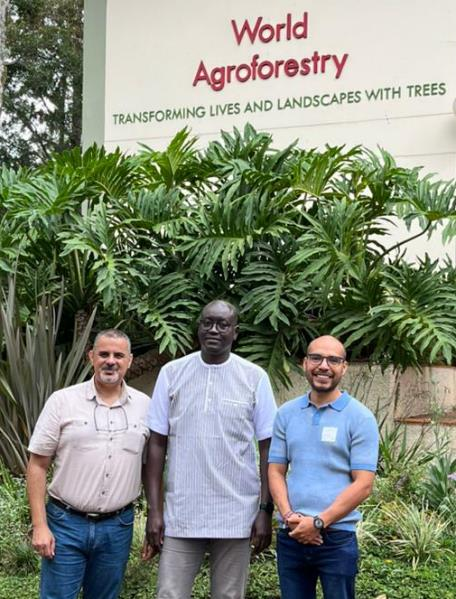 World
Agroforestry
TRANSFORMING LIVES AND LANDSCAPES WITH TREES